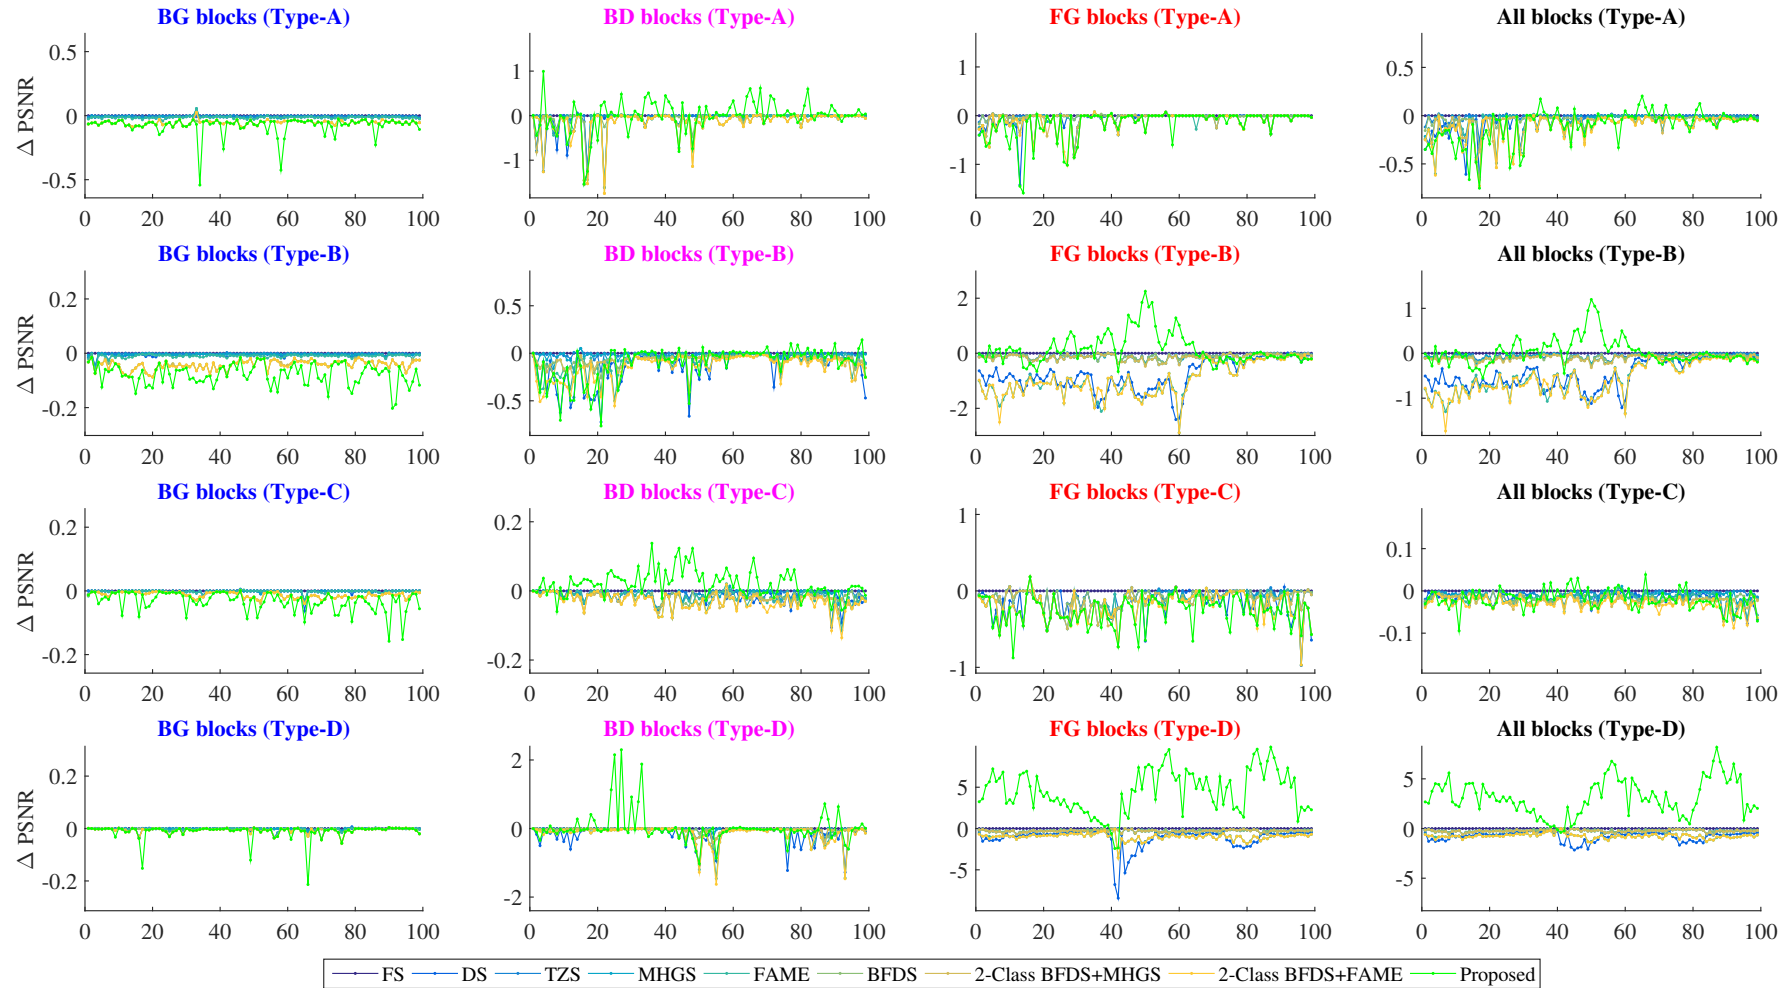 BG blocks (Type-A) BD blocks (Type-A) FG blocks (Type-A) All blocks (Type-A)
Δ PSNR
0.5
0
-0.5
0 20 40 60 80 100
1
0
-1
0 20 40 60 80 100
1
0
-1
0 20 40 60 80 100
0.5
0
-0.5
0 20 40 60 80 100
BG blocks (Type-B) BD blocks (Type-B) FG blocks (Type-B) All blocks (Type-B)
Δ PSNR
0.2
0
-0.2
0 20 40 60 80 100
0.5
0
-0.5
0 20 40 60 80 100
2
0
-2
0 20 40 60 80 100
1
0
-1
0 20 40 60 80 100
BG blocks (Type-C) BD blocks (Type-C) FG blocks (Type-C) All blocks (Type-C)
Δ PSNR
0.2
0
-0.2
0 20 40 60 80 100
0.2
0
-0.2
0 20 40 60 80 100
1
0
-1
0 20 40 60 80 100
0.1
0
-0.1
0 20 40 60 80 100
BG blocks (Type-D) BD blocks (Type-D) FG blocks (Type-D) All blocks (Type-D)
Δ PSNR
0.2
0
-0.2
0 20 40 60 80 100
2
0
-2
0 20 40 60 80 100
5
0
-5
0 20 40 60 80 100
5
0
-5
0 20 40 60 80 100
FS DS TZS MHGS FAME BFDS 2-Class BFDS+MHGS 2-Class BFDS+FAME Proposed